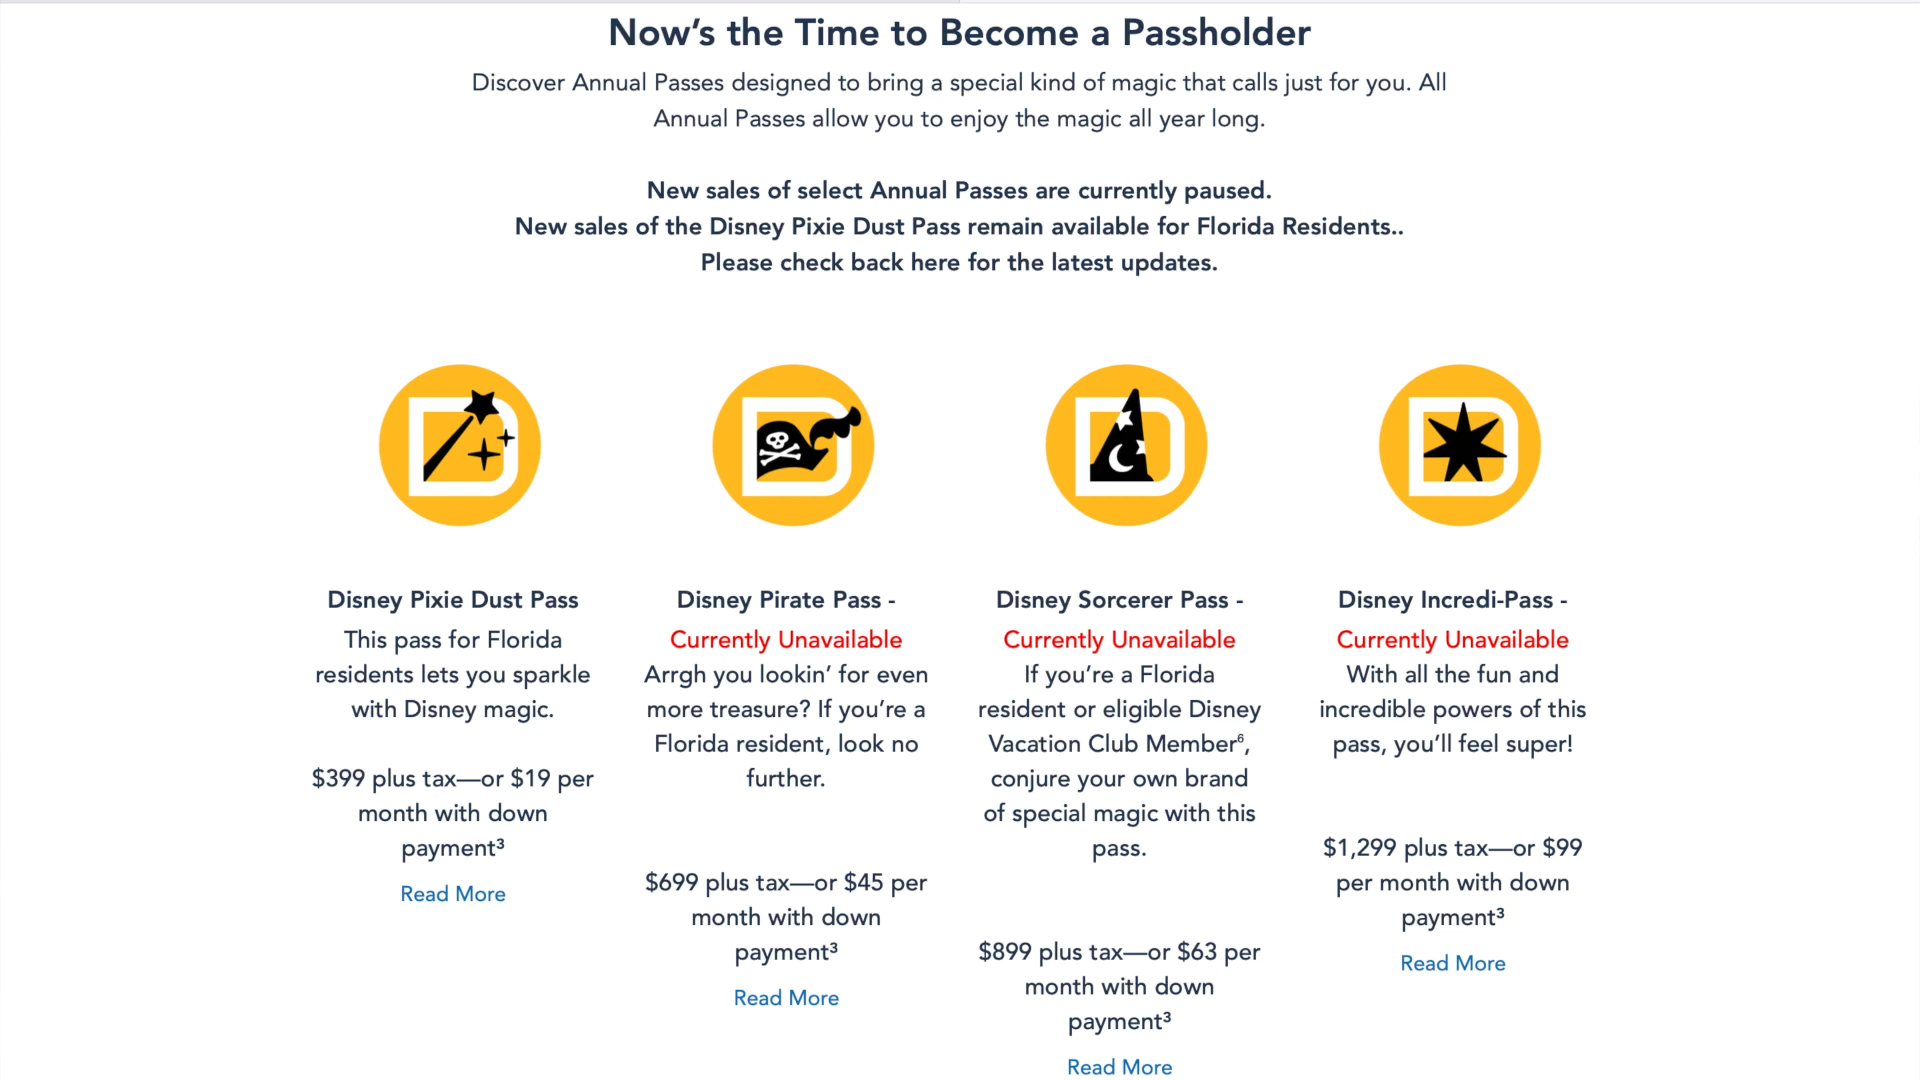 Now's the Time to Become a Passholder
Discover Annual Passes designed to bring a special kind of magic that calls just for you. All
Annual Passes allow you to enjoy the magic all year long.
New sales of select Annual Passes are currently paused.
New sales of the Disney Pixie Dust Pass remain available for Florida Residents..
Please check back here for the latest updates.
Disney Pixie Dust Pass
This pass for Florida
residents lets you sparkle
with Disney magic.
$399 plus tax—or $19 per
month with down
payment³
Read More
Disney Pirate Pass -
Currently Unavailable
Arrgh you lookin' for even
more treasure? If you're a
Florida resident, look no
further.
$699 plus tax—or $45 per
month with down
payment³
Read More
Disney Sorcerer Pass -
Currently Unavailable
If you're a Florida
resident or eligible Disney
Vacation Club Member⁶,
conjure your own brand
of special magic with this
pass.
$899 plus tax—or $63 per
month with down
payment³
Read More
Disney Incredi-Pass -
Currently Unavailable
With all the fun and
incredible powers of this
pass, you'll feel super!
$1,299 plus tax—or $99
per month with down
payment³
Read More